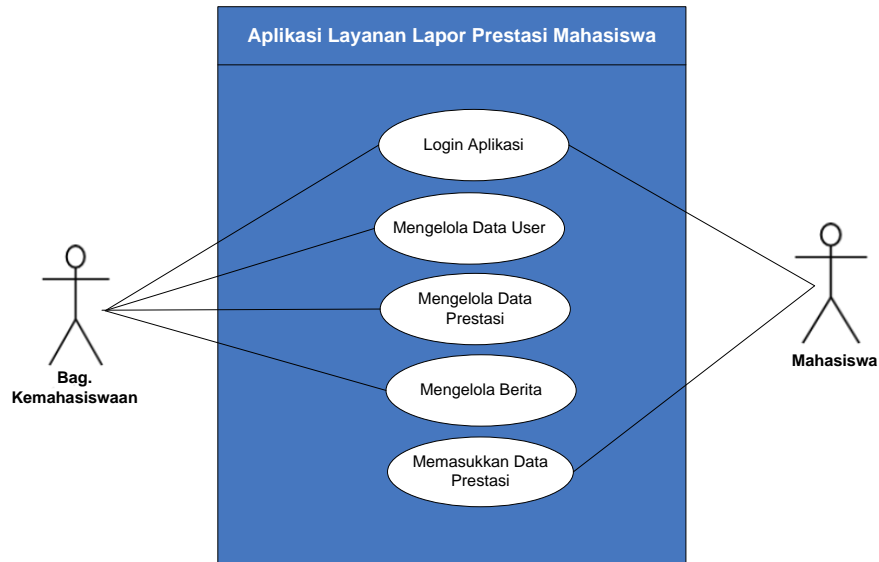 Aplikasi Layanan Lapor Prestasi Mahasiswa
Login Aplikasi
Mengelola Data User
Mengelola Data
Prestasi
Mengelola Berita
Memasukkan Data
Prestasi
Bag.
Kemahasiswaan
Mahasiswa